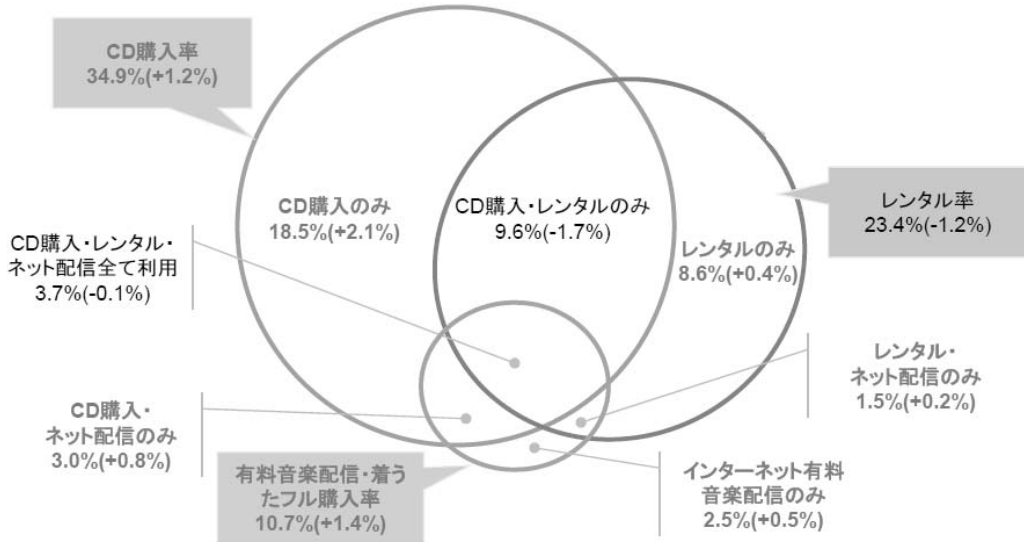 CD購入率
34.9%(+1.2%)
CD購入のみ
18.5%(+2.1%)
CD購入・レンタルのみ
9.6%(-1.7%)
レンタル率
23.4%(-1.2%)
レンタルのみ
8.6%(+0.4%)
CD購入・レンタル・
ネット配信全て利用
3.7%(-0.1%)
レンタル・
ネット配信のみ
1.5%(+0.2%)
CD購入・
ネット配信のみ
3.0%(+0.8%)
有料音楽配信・着う
たフル購入率
10.7%(+1.4%)
インターネット有料
音楽配信のみ
2.5%(+0.5%)